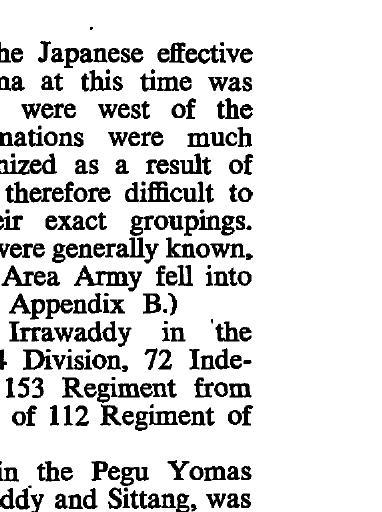 he Japanese effective
na at this time was
were west of the
nations were much
nized as a result of
therefore difficult to
eir exact groupings.
were generally known,
Area Army fell into
Appendix B.)
Irrawaddy in the
4 Division, 72 Inde-
153 Regiment from
of 112 Regiment of
in the Pegu Yomas
ddy and Sittang, was